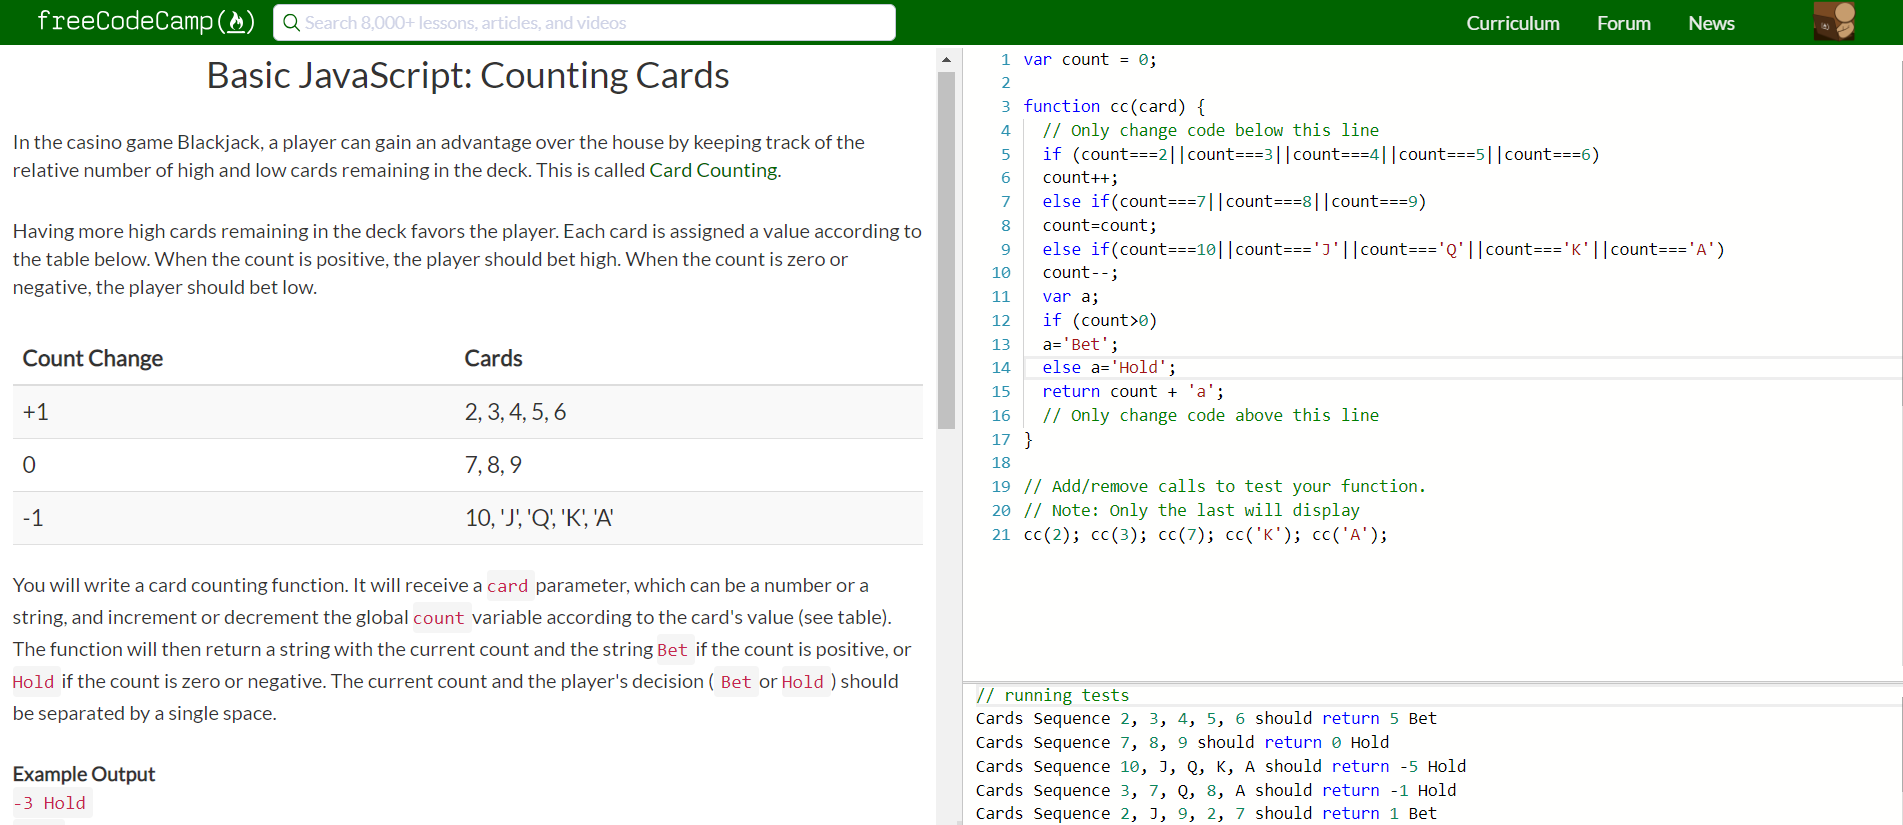 freeCodeCamp(🔥)
Search 8,000+ lessons, articles, and videos
Curriculum
Forum
News
Basic JavaScript: Counting Cards
In the casino game Blackjack, a player can gain an advantage over the house by keeping track of the
relative number of high and low cards remaining in the deck. This is called Card Counting.
Having more high cards remaining in the deck favors the player. Each card is assigned a value according to
the table below. When the count is positive, the player should bet high. When the count is zero or
negative, the player should bet low.
Count Change Cards
+1 2, 3, 4, 5, 6
0 7, 8, 9
-1 10, 'J', 'Q', 'K', 'A'
You will write a card counting function. It will receive a card parameter, which can be a number or a
string, and increment or decrement the global count variable according to the card's value (see table).
The function will then return a string with the current count and the string Bet if the count is positive, or
Hold if the count is zero or negative. The current count and the player's decision ( Bet or Hold ) should
be separated by a single space.
Example Output
-3 Hold
1 var count = 0;
2
3 function cc(card) {
4 // Only change code below this line
5 if (count===2||count===3||count===4||count===5||count===6)
6 count++;
7 else if(count===7||count===8||count===9)
8 count=count;
9 else if(count===10||count==='J'||count==='Q'||count==='K'||count==='A')
10 count--;
11 var a;
12 if (count>0)
13 a='Bet';
14 else a='Hold';
15 return count + 'a';
16 // Only change code above this line
17 }
18
19 // Add/remove calls to test your function.
20 // Note: Only the last will display
21 cc(2); cc(3); cc(7); cc('K'); cc('A');
// running tests
Cards Sequence 2, 3, 4, 5, 6 should return 5 Bet
Cards Sequence 7, 8, 9 should return 0 Hold
Cards Sequence 10, J, Q, K, A should return -5 Hold
Cards Sequence 3, 7, Q, 8, A should return -1 Hold
Cards Sequence 2, J, 9, 2, 7 should return 1 Bet